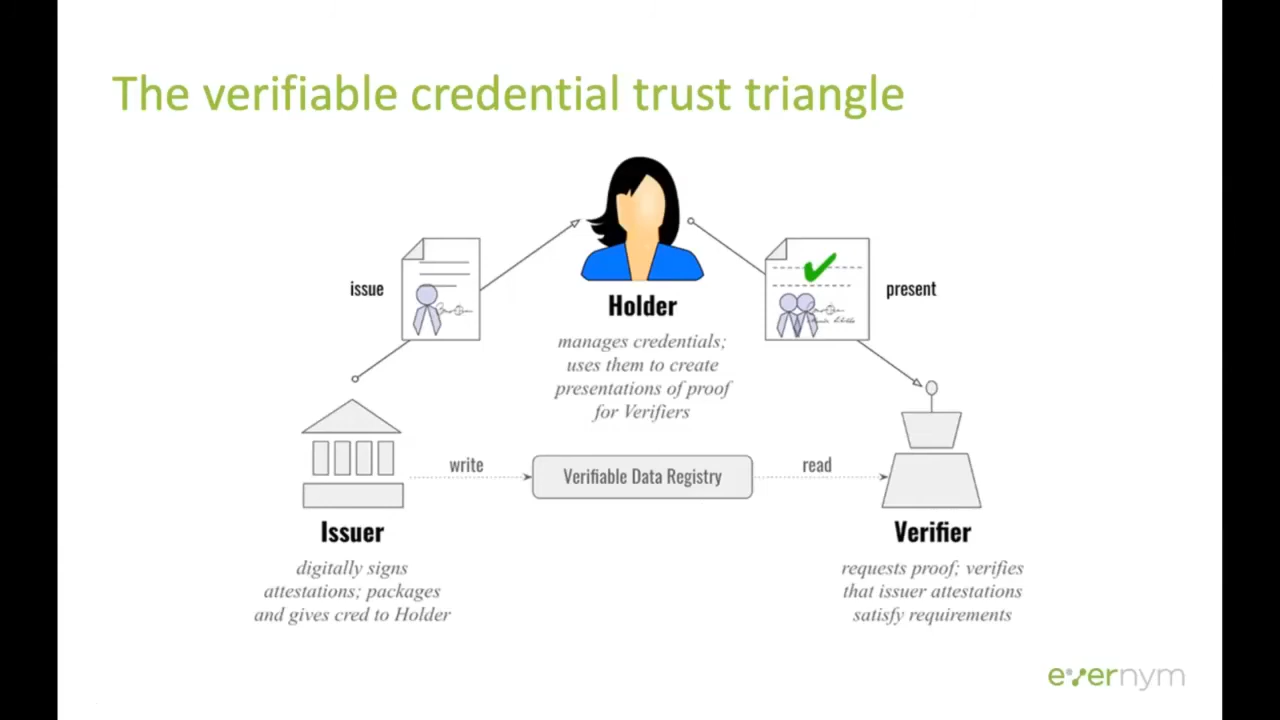 The verifiable credential trust triangle
issue
present
Holder
manages credentials;
uses them to create
presentations of proof
for Verifiers
write
Verifiable Data Registry
read
Issuer
digitally signs
attestations; packages
and gives cred to Holder
Verifier
requests proof; verifies
that issuer attestations
satisfy requirements
evernym